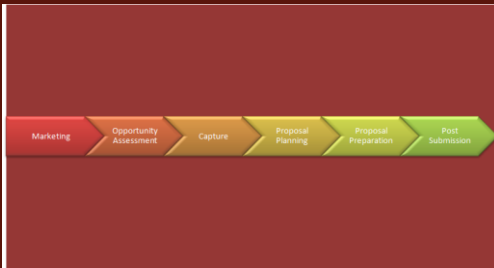 Marketing
Opportunity
Assessment
Capture
Proposal
Planning
Proposal
Preparation
Post
Submission